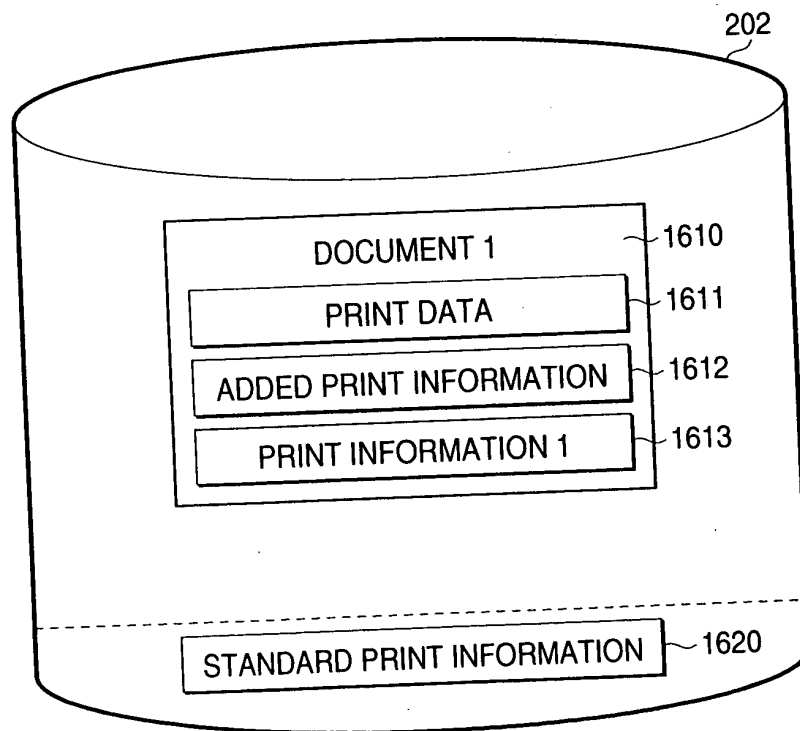 202
DOCUMENT 1
1610
PRINT DATA
1611
ADDED PRINT INFORMATION
1612
PRINT INFORMATION 1
1613
STANDARD PRINT INFORMATION
1620